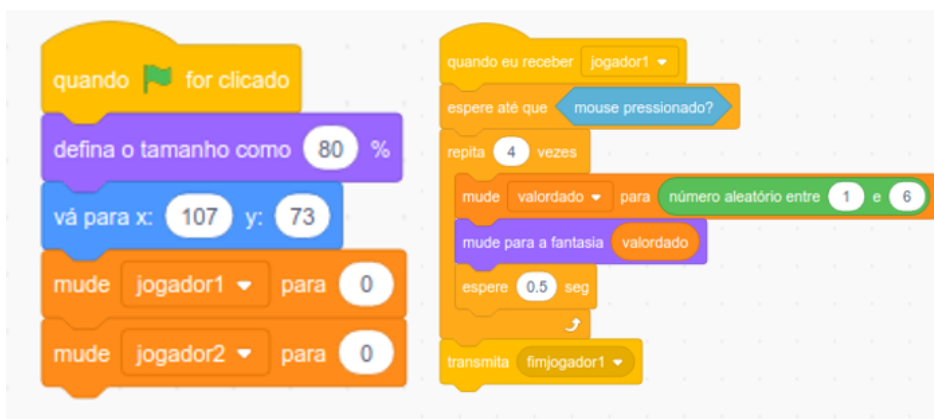 quando for clicado
defina o tamanho como 80 %
vá para x: 107 y: 73
mude jogador1 para 0
mude jogador2 para 0
quando eu receber jogador1
espere até que mouse pressionado?
repita 4 vezes
mude valordado para número aleatório entre 1 e 6
mude para a fantasia valordado
espere 0.5 seg
transmita fimjogador1